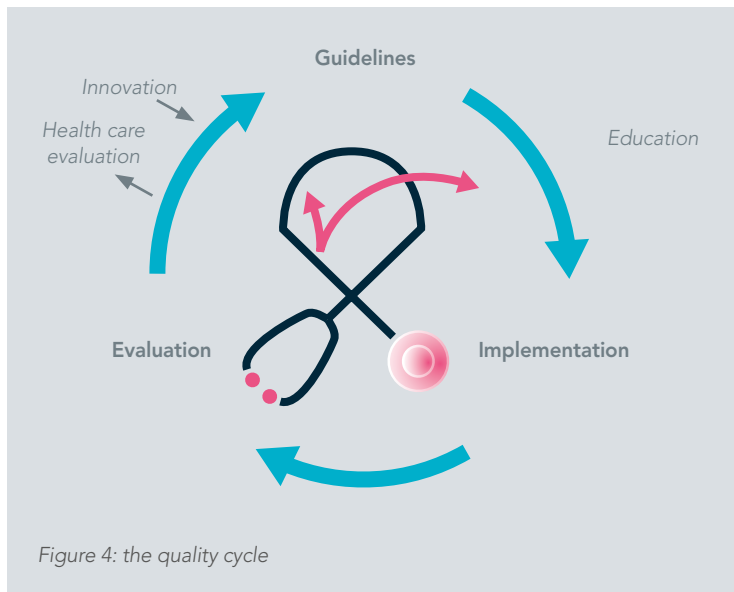 Guidelines
Innovation
Health care
evaluation
Education
Evaluation
Implementation
Figure 4: the quality cycle